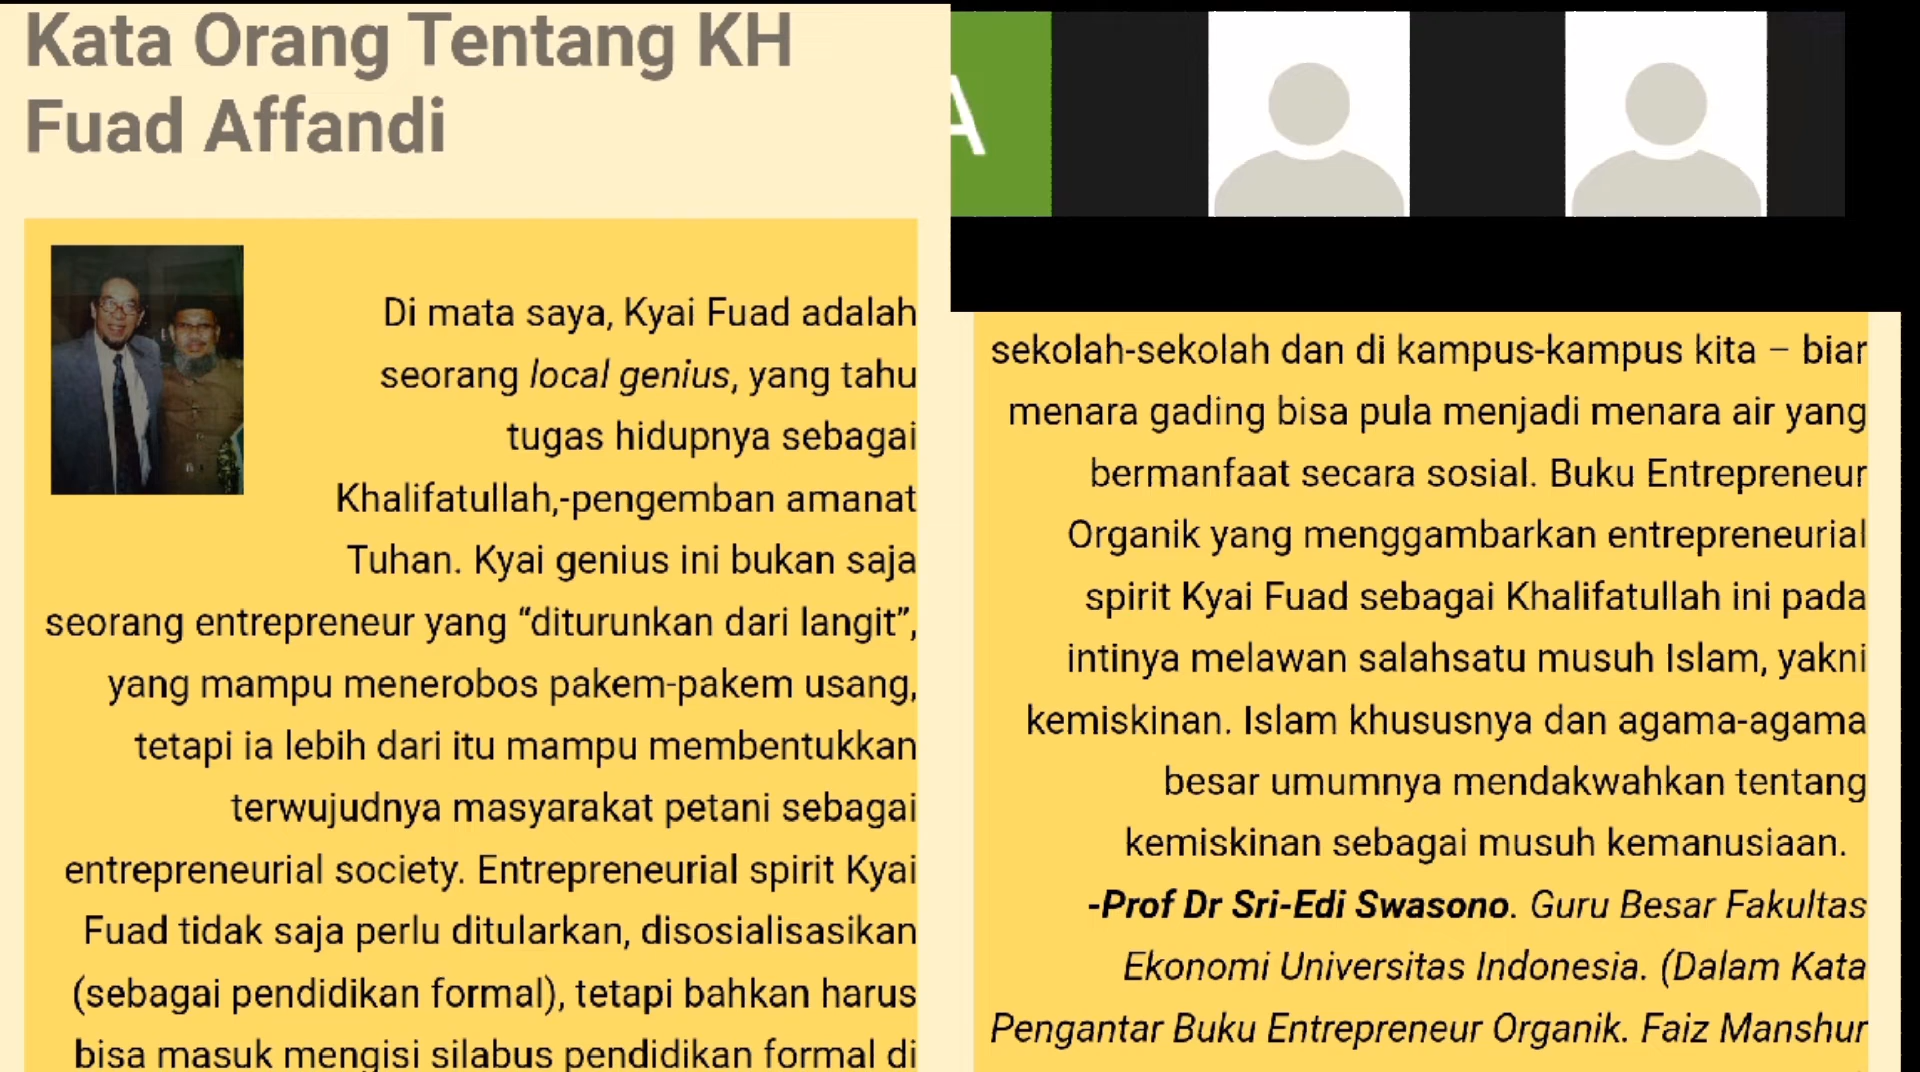 Kata Orang Tentang KH
Fuad Affandi
A
Di mata saya, Kyai Fuad adalah
seorang local genius, yang tahu
tugas hidupnya sebagai
Khalifatullah,-pengemban amanat
Tuhan. Kyai genius ini bukan saja
seorang entrepreneur yang “diturunkan dari langit”,
yang mampu menerobos pakem-pakem usang,
tetapi ia lebih dari itu mampu membentukkan
terwujudnya masyarakat petani sebagai
entrepreneurial society. Entrepreneurial spirit Kyai
Fuad tidak saja perlu ditularkan, disosialisasikan
(sebagai pendidikan formal), tetapi bahkan harus
bisa masuk mengisi silabus pendidikan formal di
sekolah-sekolah dan di kampus-kampus kita – biar
menara gading bisa pula menjadi menara air yang
bermanfaat secara sosial. Buku Entrepreneur
Organik yang menggambarkan entrepreneurial
spirit Kyai Fuad sebagai Khalifatullah ini pada
intinya melawan salahsatu musuh Islam, yakni
kemiskinan. Islam khususnya dan agama-agama
besar umumnya mendakwahkan tentang
kemiskinan sebagai musuh kemanusiaan.
-Prof Dr Sri-Edi Swasono. Guru Besar Fakultas
Ekonomi Universitas Indonesia. (Dalam Kata
Pengantar Buku Entrepreneur Organik. Faiz Manshur